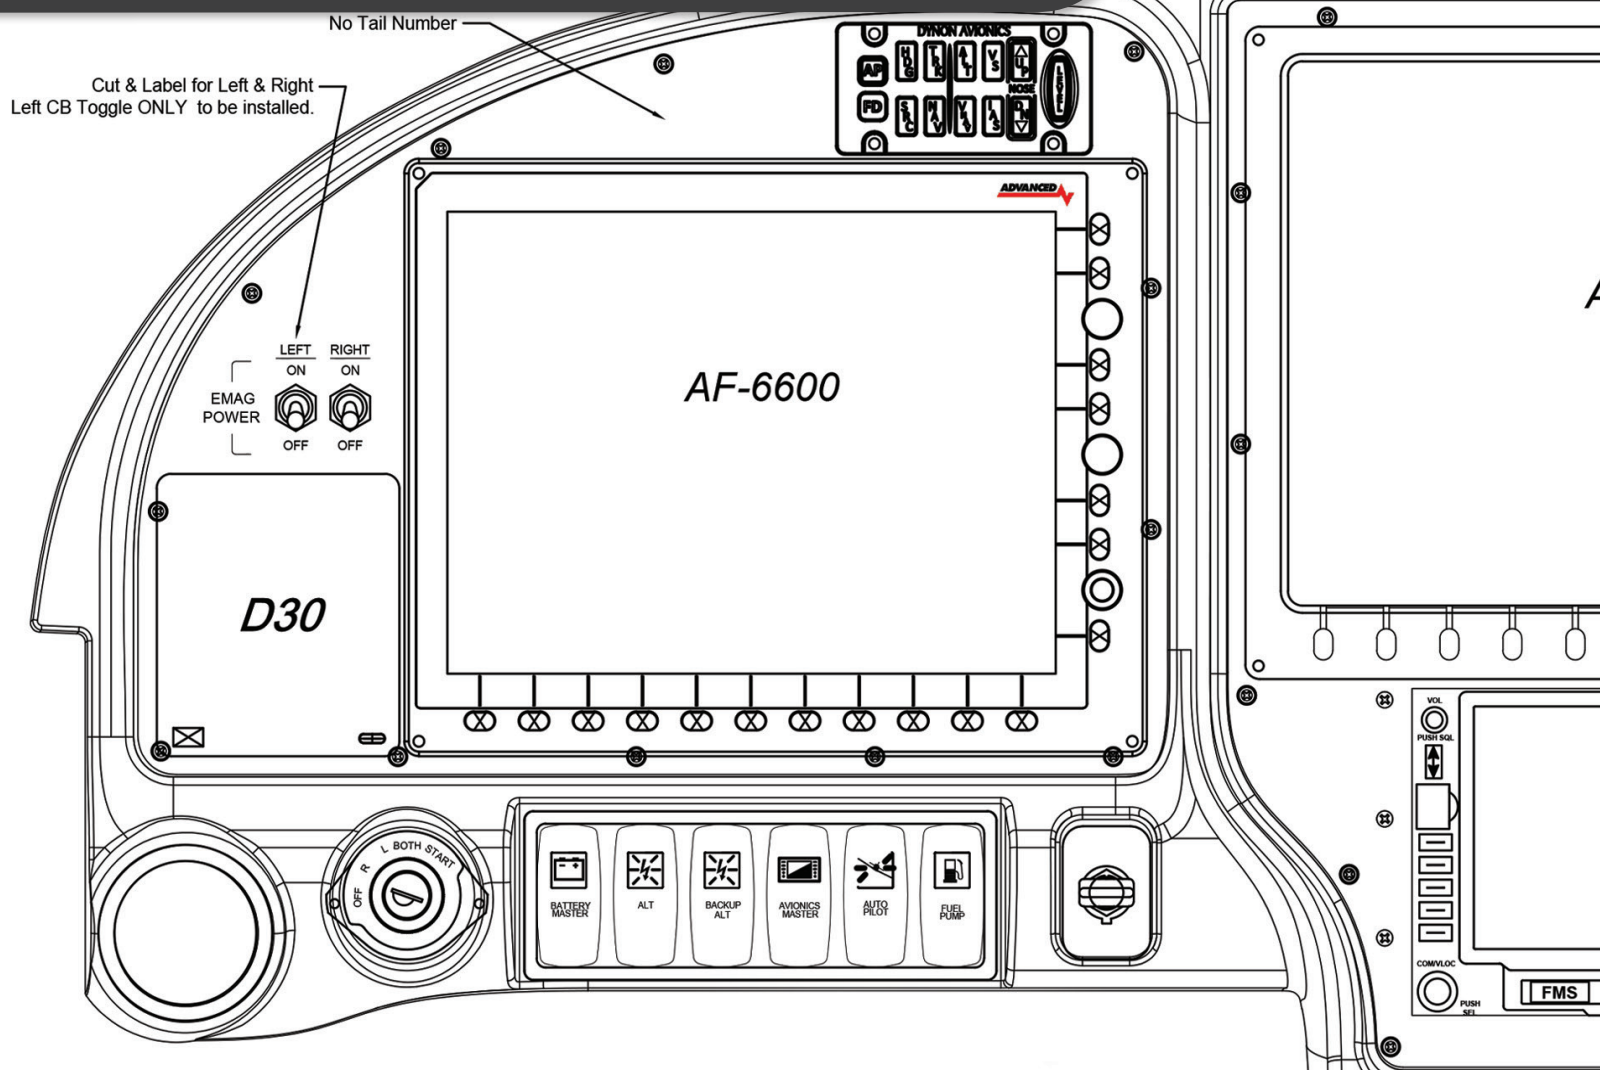 No Tail Number
Cut & Label for Left & Right
Left CB Toggle ONLY to be installed.
DYNON AVIONICS
AP
HDG
TRK
ALT
VS
UP
LEVEL
NOSE
FD
SRC
NAV
VNAV
IAS
DN
ADVANCED
AF-6600
LEFT RIGHT
ON ON
EMAG
POWER
OFF OFF
D30
VOL
PUSH SQL
OFF R L BOTH START
BATTERY
MASTER
ALT
BACKUP
ALT
AVIONICS
MASTER
AUTO
PILOT
FUEL
PUMP
COM/VLOC
PUSH
SEL
FMS